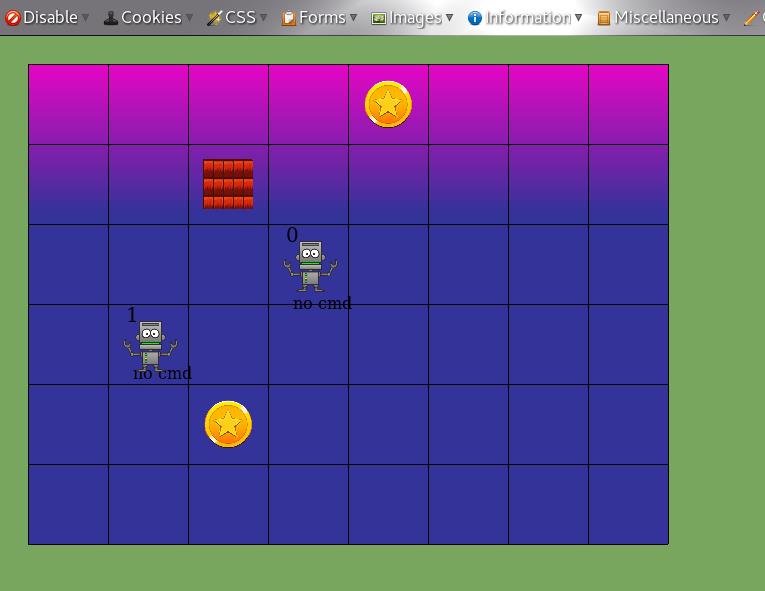 Disable Cookies CSS Forms Images Information Miscellaneous
0
no cmd
1
no cmd